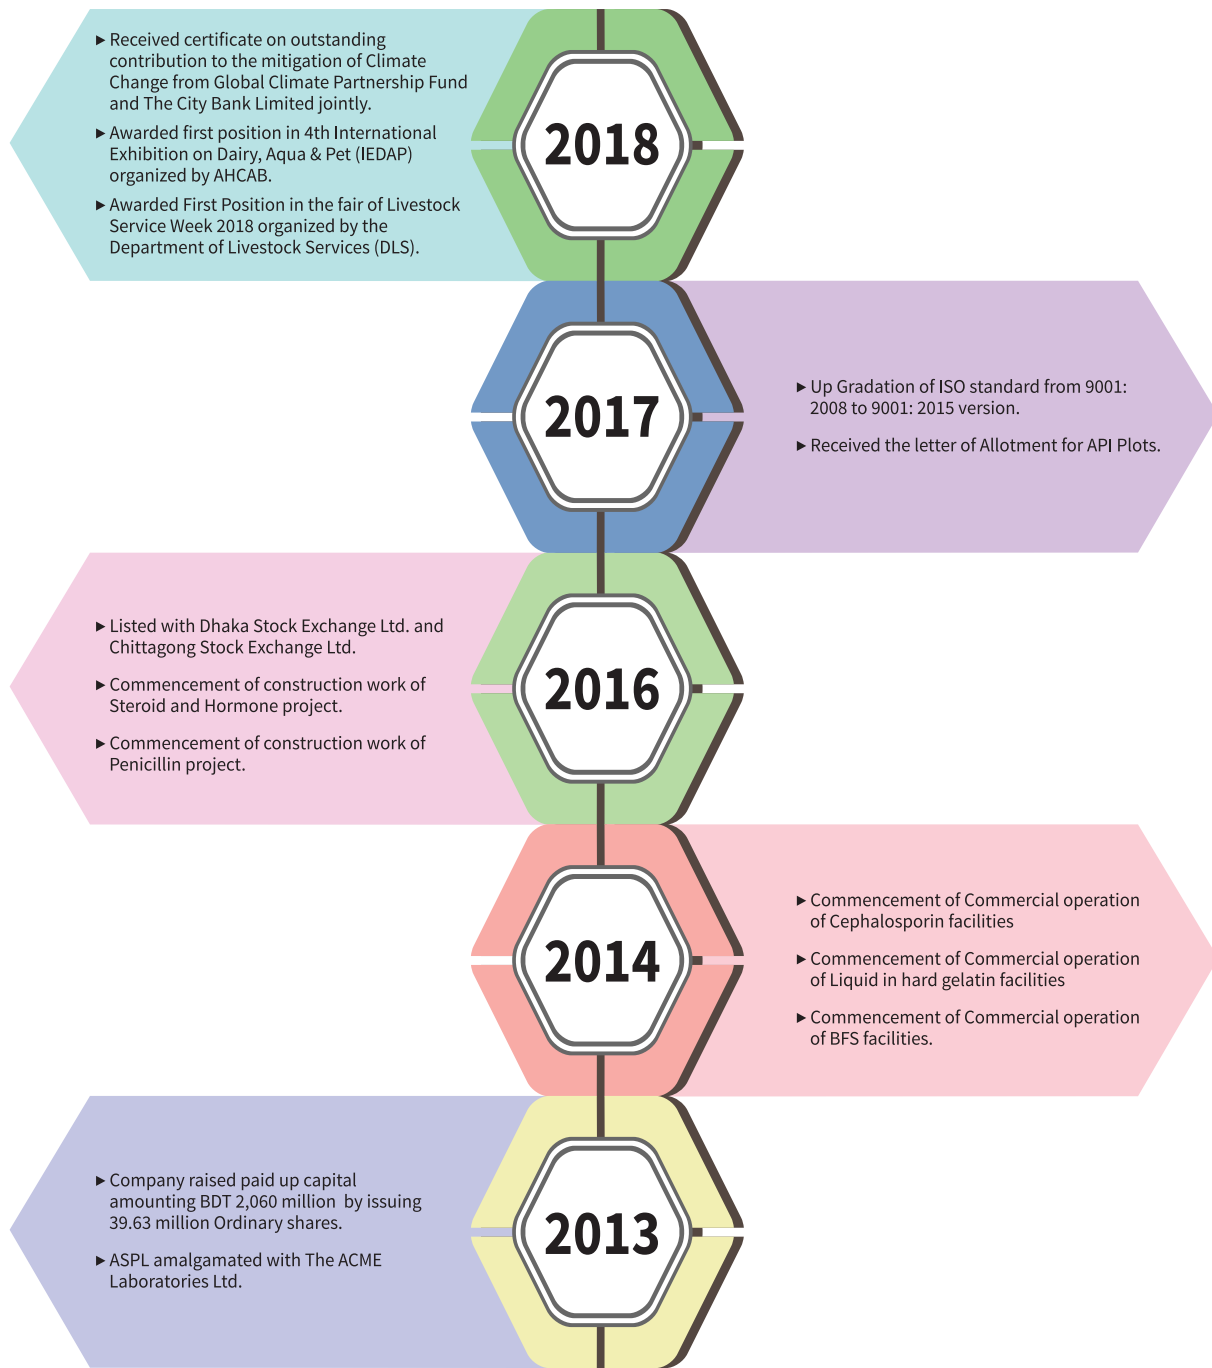 ► Received certificate on outstanding
contribution to the mitigation of Climate
Change from Global Climate Partnership Fund
and The City Bank Limited jointly.
► Awarded first position in 4th International
Exhibition on Dairy, Aqua & Pet (IEDAP)
organized by AHCAB.
► Awarded First Position in the fair of Livestock
Service Week 2018 organized by the
Department of Livestock Services (DLS).
2018
2017
► Up Gradation of ISO standard from 9001:
2008 to 9001: 2015 version.
► Received the letter of Allotment for API Plots.
► Listed with Dhaka Stock Exchange Ltd. and
Chittagong Stock Exchange Ltd.
► Commencement of construction work of
Steroid and Hormone project.
► Commencement of construction work of
Penicillin project.
2016
2014
► Commencement of Commercial operation
of Cephalosporin facilities
► Commencement of Commercial operation
of Liquid in hard gelatin facilities
► Commencement of Commercial operation
of BFS facilities.
► Company raised paid up capital
amounting BDT 2,060 million by issuing
39.63 million Ordinary shares.
► ASPL amalgamated with The ACME
Laboratories Ltd.
2013